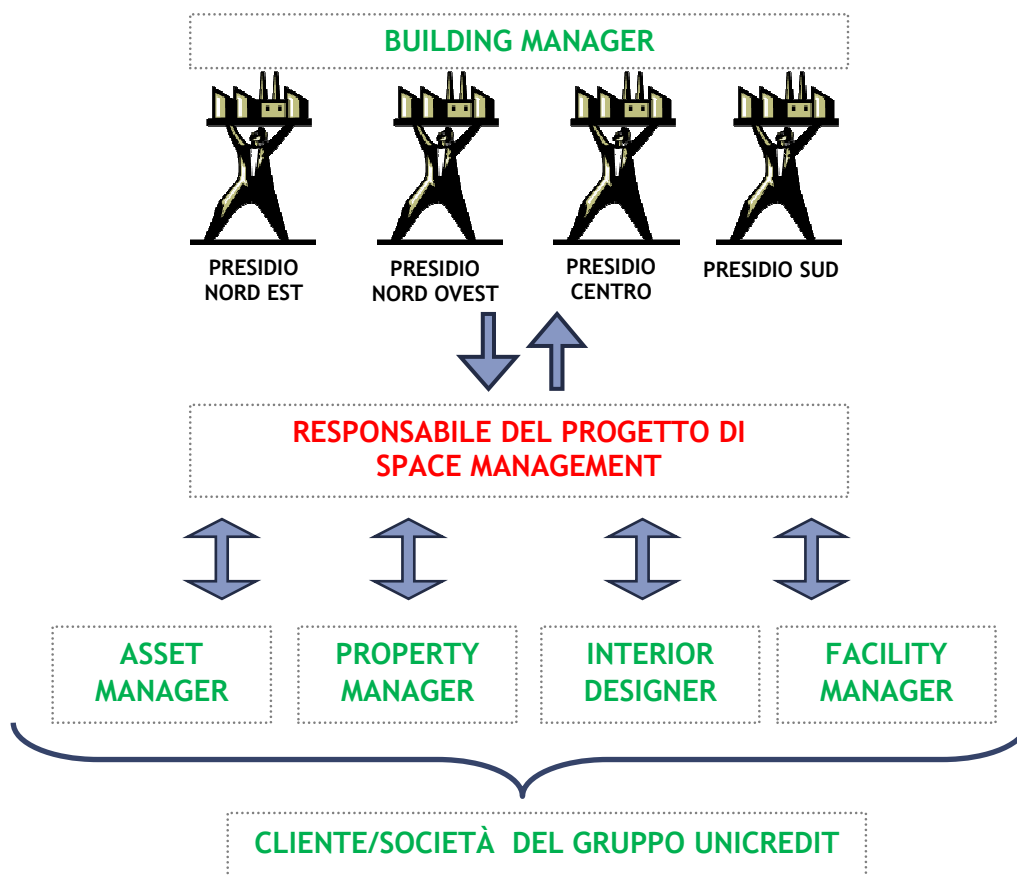 BUILDING MANAGER
PRESIDIO
NORD EST
PRESIDIO
NORD OVEST
PRESIDIO
CENTRO
PRESIDIO SUD
RESPONSABILE DEL PROGETTO DI
SPACE MANAGEMENT
ASSET
MANAGER
PROPERTY
MANAGER
INTERIOR
DESIGNER
FACILITY
MANAGER
CLIENTE/SOCIETÀ DEL GRUPPO UNICREDIT